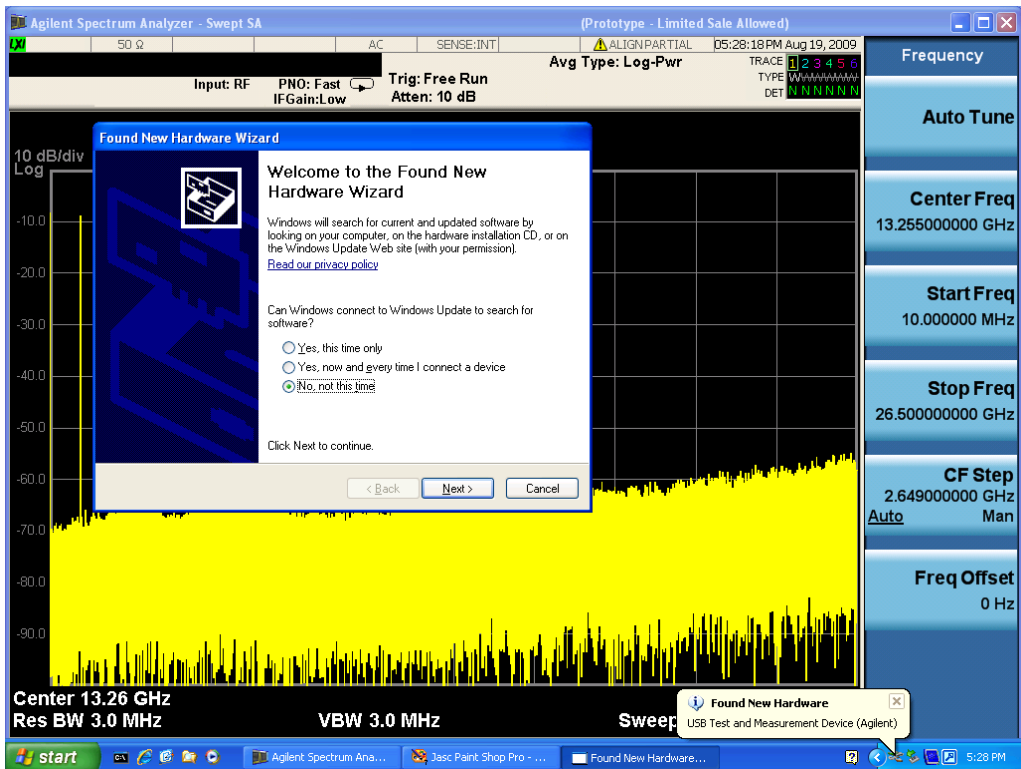 Agilent Spectrum Analyzer - Swept SA (Prototype - Limited Sale Allowed)
LXI 50 Ω AC SENSE:INT ALIGN PARTIAL 05:28:18 PM Aug 19, 2009
Input: RF PNO: Fast Trig: Free Run Avg Type: Log-Pwr TRACE 1 2 3 4 5 6
IFGain:Low Atten: 10 dB TYPE
DET N N N N N N
Found New Hardware Wizard
Welcome to the Found New
Hardware Wizard
Windows will search for current and updated software by
looking on your computer, on the hardware installation CD, or on
the Windows Update Web site (with your permission).
Read our privacy policy
Can Windows connect to Windows Update to search for
software?
Yes, this time only
Yes, now and every time I connect a device
No, not this time
Click Next to continue.
< Back Next > Cancel
10 dB/div
Log
-10.0
-20.0
-30.0
-40.0
-50.0
-60.0
-70.0
-80.0
-90.0
Center 13.26 GHz
Res BW 3.0 MHz VBW 3.0 MHz Sweep
Frequency
Auto Tune
Center Freq
13.255000000 GHz
Start Freq
10.000000 MHz
Stop Freq
26.500000000 GHz
CF Step
2.649000000 GHz
Auto Man
Freq Offset
0 Hz
Found New Hardware
USB Test and Measurement Device (Agilent)
start Agilent Spectrum Ana... Jasc Paint Shop Pro - ... Found New Hardware... 5:28 PM